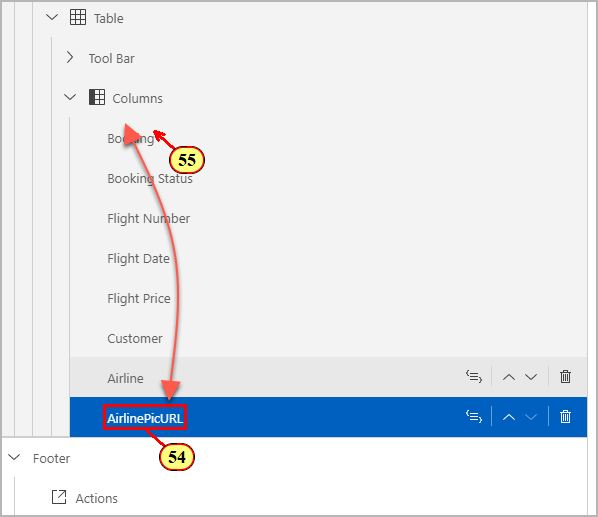 Table
Tool Bar
Columns
Booking
55
Booking Status
Flight Number
Flight Date
Flight Price
Customer
Airline
AirlinePicURL
54
Footer
Actions